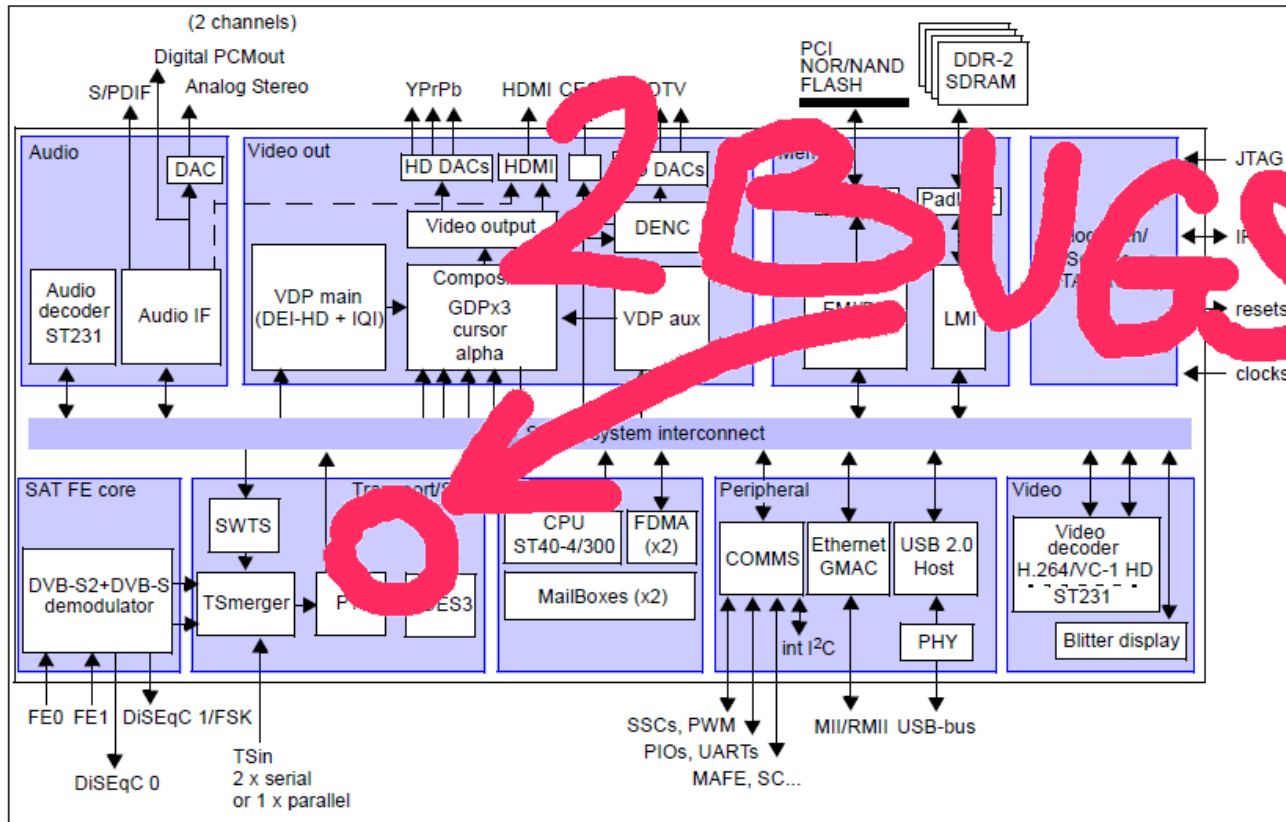 (2 channels)
Digital PCMout
S/PDIF
Analog Stereo
YPrPb
HDMI
PCI
NOR/NAND
FLASH
DDR-2
SDRAM
2 BUGS
Audio
DAC
Audio
decoder
ST231
Audio IF
Video out
HD DACs
HDMI
DACs
Video output
DENC
VDP main
(DEI-HD + IQI)
GDPx3
cursor
alpha
VDP aux
LMI
JTAG
resets
clocks
system interconnect
SAT FE core
DVB-S2+DVB-S
demodulator
SWTS
TSmerger
CPU
ST40-4/300
FDMA
(x2)
MailBoxes (x2)
Peripheral
COMMS
Ethernet
GMAC
USB 2.0
Host
int I²C
PHY
Video
Video
decoder
H.264/VC-1 HD
ST231
Blitter display
FE0 FE1 DiSEqC 1/FSK
DiSEqC 0
TSin
2 x serial
or 1 x parallel
SSCs, PWM
PIOs, UARTs
MAFE, SC...
MII/RMII USB-bus